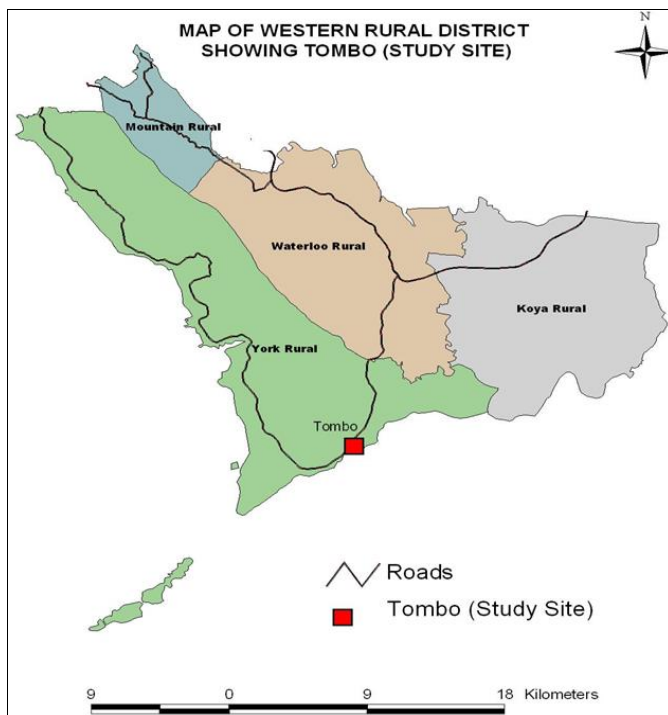 MAP OF WESTERN RURAL DISTRICT
SHOWING TOMBO (STUDY SITE)
N
Mountain Rural
Waterloo Rural
Koya Rural
York Rural
Tombo
Roads
Tombo (Study Site)
9 0 9 18 Kilometers